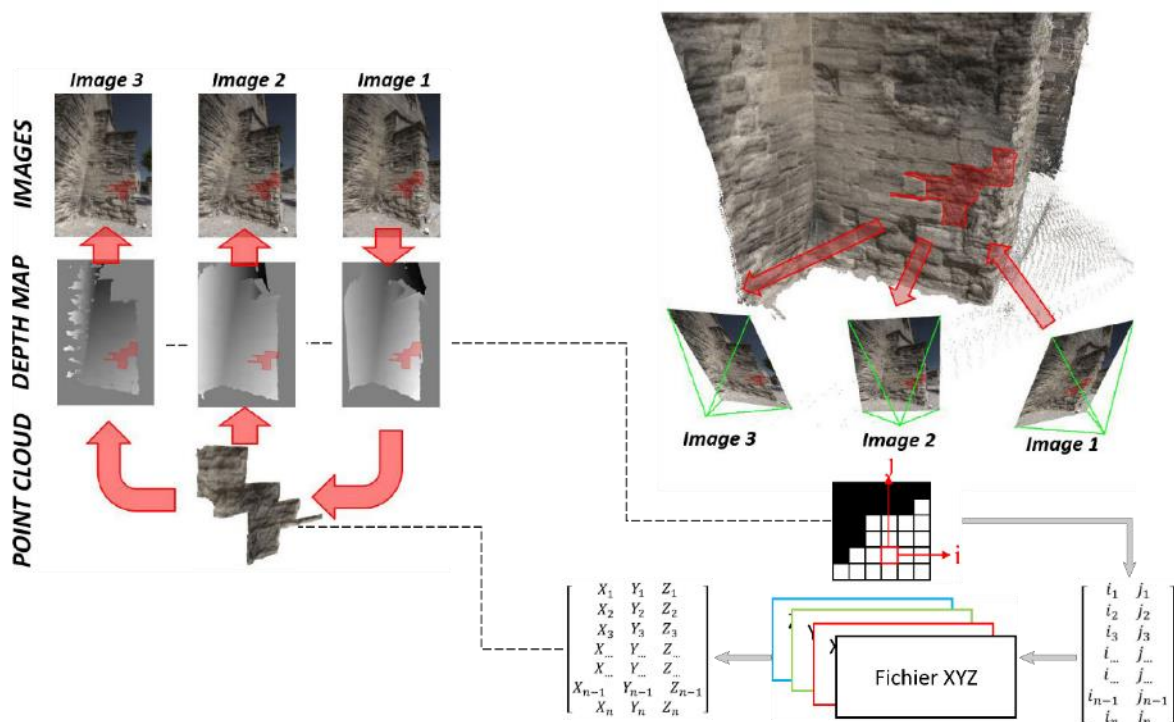 Image 3 Image 2 Image 1
IMAGES
DEPTH MAP
POINT CLOUD
Image 3 Image 2 Image 1
J
i
X₁ Y₁ Z₁
X₂ Y₂ Z₂
X₃ Y₃ Z₃
X... Y... Z...
X... Y... Z...
Xₙ₋₁ Yₙ₋₁ Zₙ₋₁
Xₙ Yₙ Zₙ
Z
Y
X
Fichier XYZ
i₁ j₁
i₂ j₂
i₃ j₃
i... j...
i... j...
iₙ₋₁ jₙ₋₁
iₙ jₙ